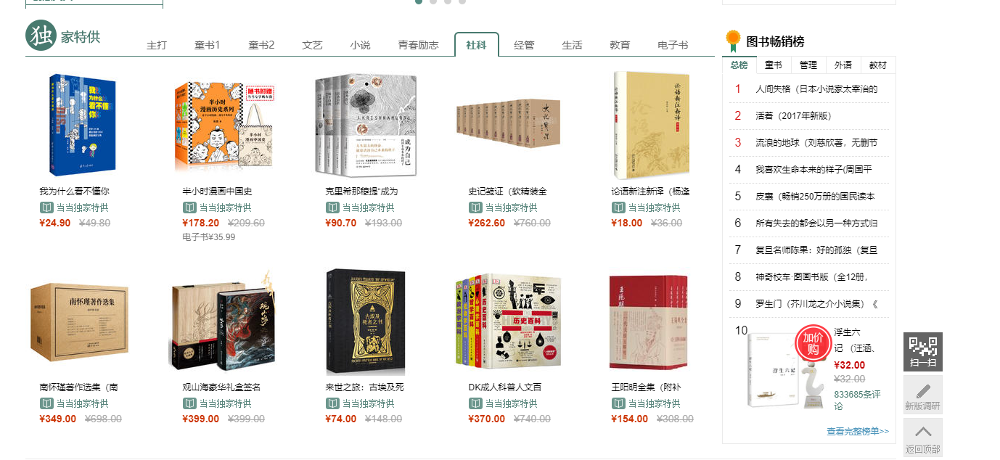 独家特供
主打 童书1 童书2 文艺 小说 青春励志 社科 经管 生活 教育 电子书
我为什么看不懂你
当当独家特供
¥24.90 ¥49.80
半小时漫画中国史
当当独家特供
¥178.20 ¥209.60
电子书¥35.99
克里希那穆提“成为
当当独家特供
¥90.70 ¥193.00
史记笺证（软精装全
当当独家特供
¥262.60 ¥760.00
论语新注新译（杨逢
当当独家特供
¥18.00 ¥36.00
我为什么看不懂你
随书附赠
半小时
漫画历史系列
半小时
漫画中国史
J.KRISHNAMURTI
成为自己
史记笺证
论语新注新译
南怀瑾著作选集
观山海
古埃及
死者之书
历史百科
王阳明
南怀瑾著作选集（南
当当独家特供
¥349.00 ¥698.00
观山海豪华礼盒签名
当当独家特供
¥399.00 ¥399.00
来世之旅：古埃及死
当当独家特供
¥74.00 ¥148.00
DK成人科普人文百
当当独家特供
¥370.00 ¥740.00
王阳明全集（附补
当当独家特供
¥154.00 ¥308.00
图书畅销榜
总榜 童书 管理 外语 教材
1 人间失格（日本小说家太宰治的
2 活着（2017年新版）
3 流浪的地球（刘慈欣著，无删节
4 我喜欢生命本来的样子(周国平
5 皮囊（畅销250万册的国民读本
6 所有失去的都会以另一种方式归
7 复旦名师陈果：好的孤独（复旦
8 神奇校车·图画书版（全12册，
9 罗生门（芥川龙之介小说集）《
10
浮生六记
加价
购
浮生六
记 （汪涵、
¥32.00
¥32.00
833685条评
论
查看完整榜单>>
扫一扫
新版调研
返回顶部